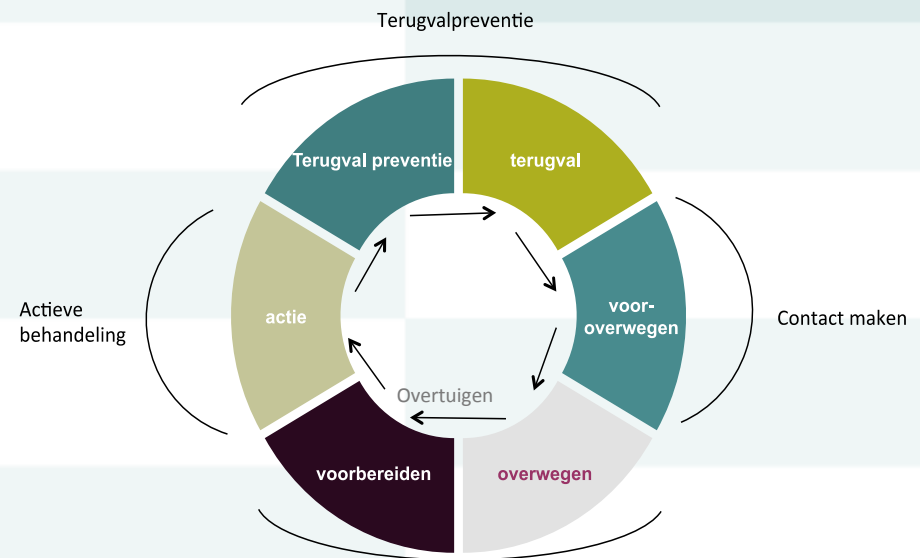 Terugvalpreventie
Terugval preventie
terugval
Actieve
behandeling
actie
voor-
overwegen
Contact maken
Overtuigen
voorbereiden
overwegen